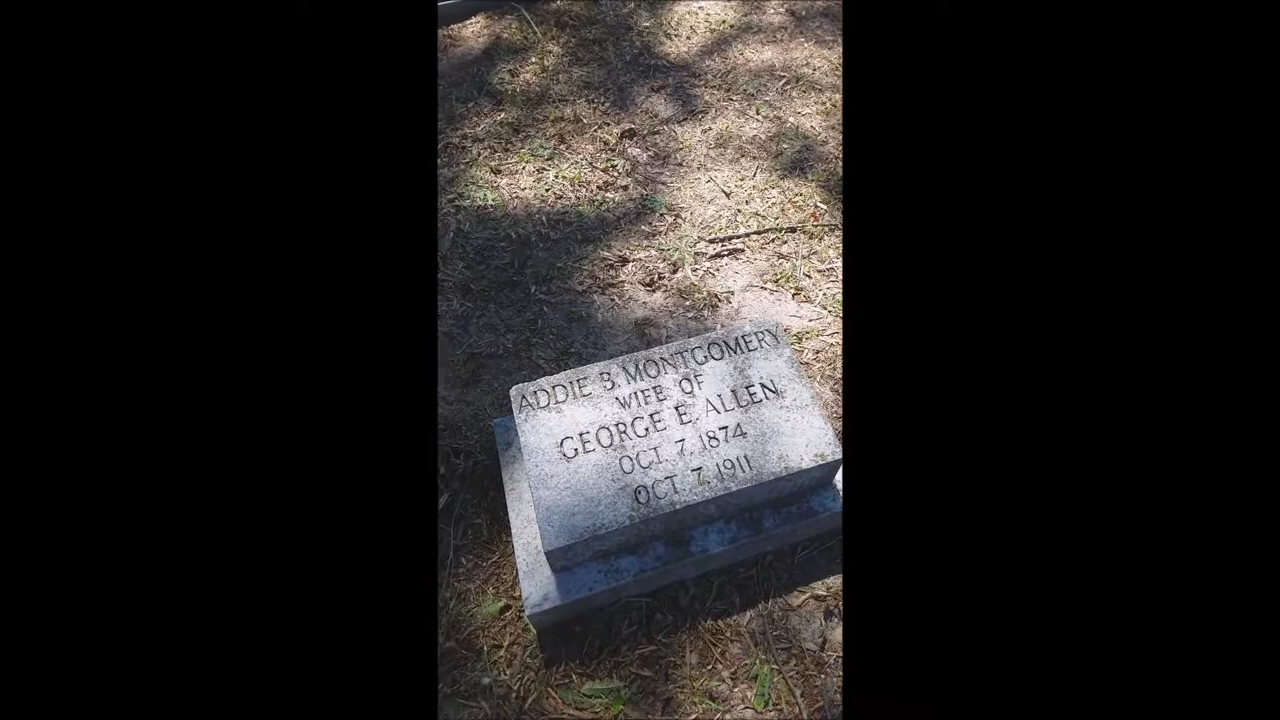 ADDIE B. MONTGOMERY
WIFE OF
GEORGE E. ALLEN
OCT. 7. 1874
OCT. 7. 1911